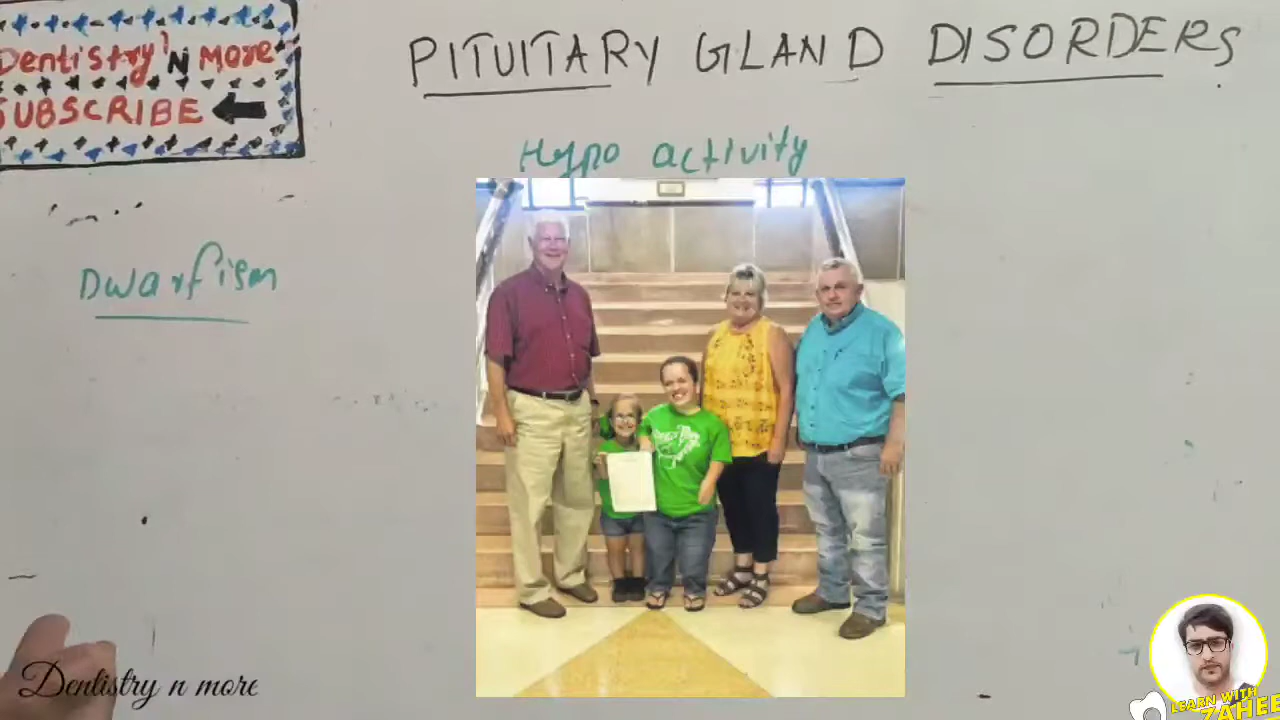 Dentistry'N More
SUBSCRIBE
PITUITARY GLAND DISORDERS
Hypo activity
Dwarfism
Dentistry n more
LEARN WITH
ZAHEE